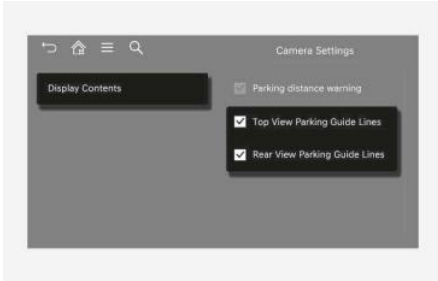 Camera Settings
Display Contents
Parking distance warning
Top View Parking Guide Lines
Rear View Parking Guide Lines